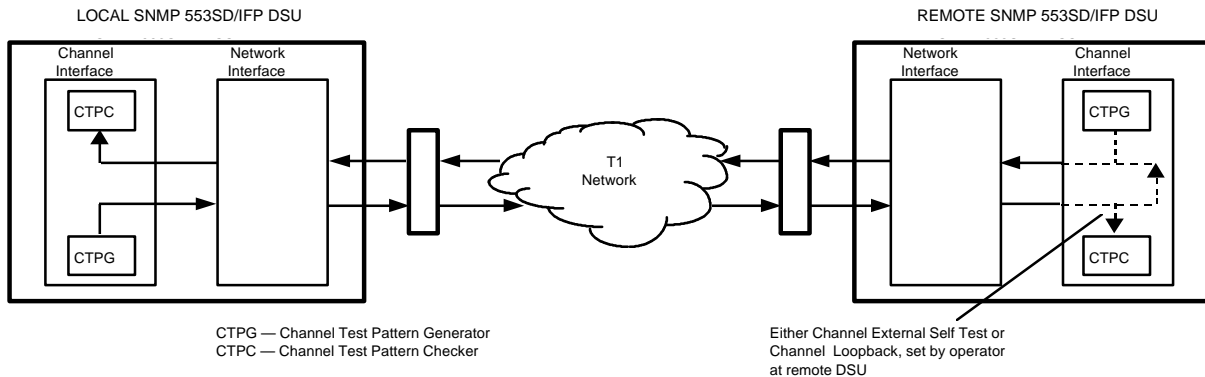 LOCAL SNMP 553SD/IFP DSU
REMOTE SNMP 553SD/IFP DSU
Channel
Interface
Network
Interface
Network
Interface
Channel
Interface
CTPC
CTPG
T1
Network
CTPG
CTPC
CTPG — Channel Test Pattern Generator
CTPC — Channel Test Pattern Checker
Either Channel External Self Test or
Channel Loopback, set by operator
at remote DSU